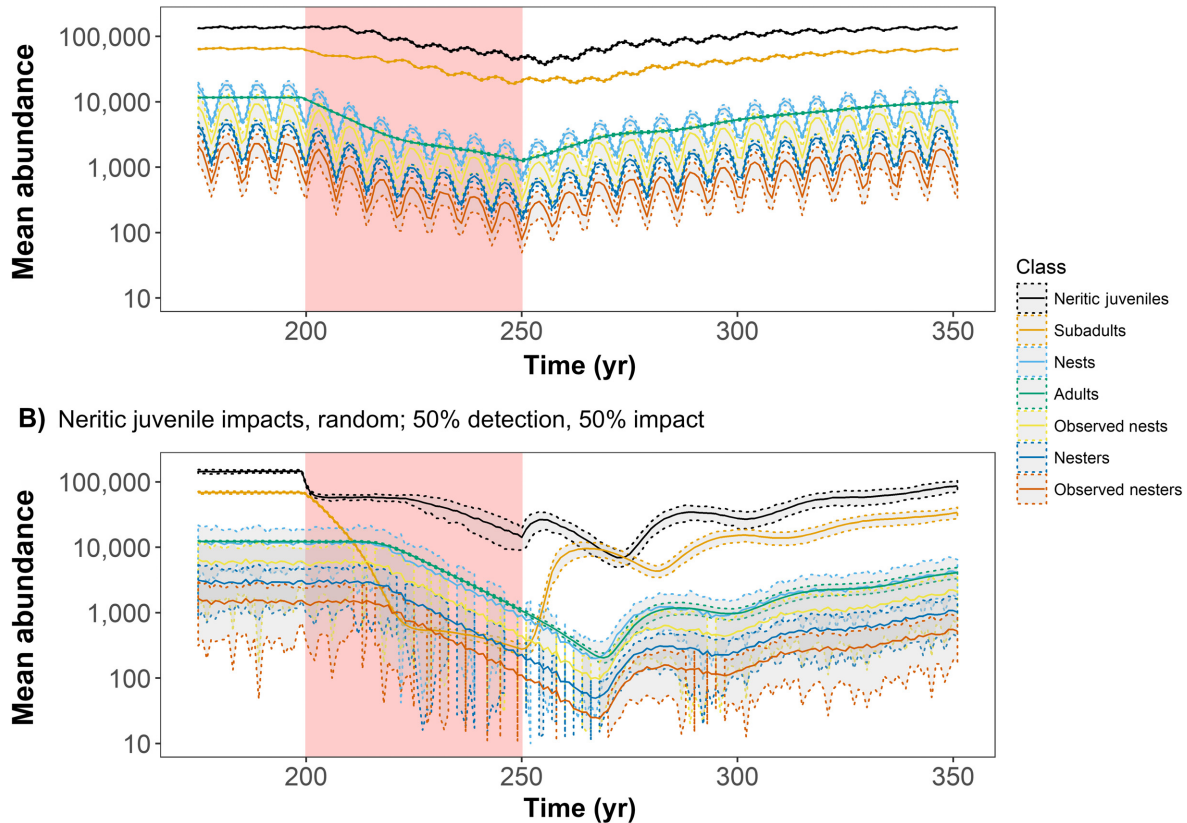 Mean abundance
100,000
10,000
1,000
100
10
200
250
300
350
Time (yr)
Class
Neritic juveniles
Subadults
Nests
Adults
Observed nests
Nesters
Observed nesters
B) Neritic juvenile impacts, random; 50% detection, 50% impact
Mean abundance
100,000
10,000
1,000
100
10
200
250
300
350
Time (yr)